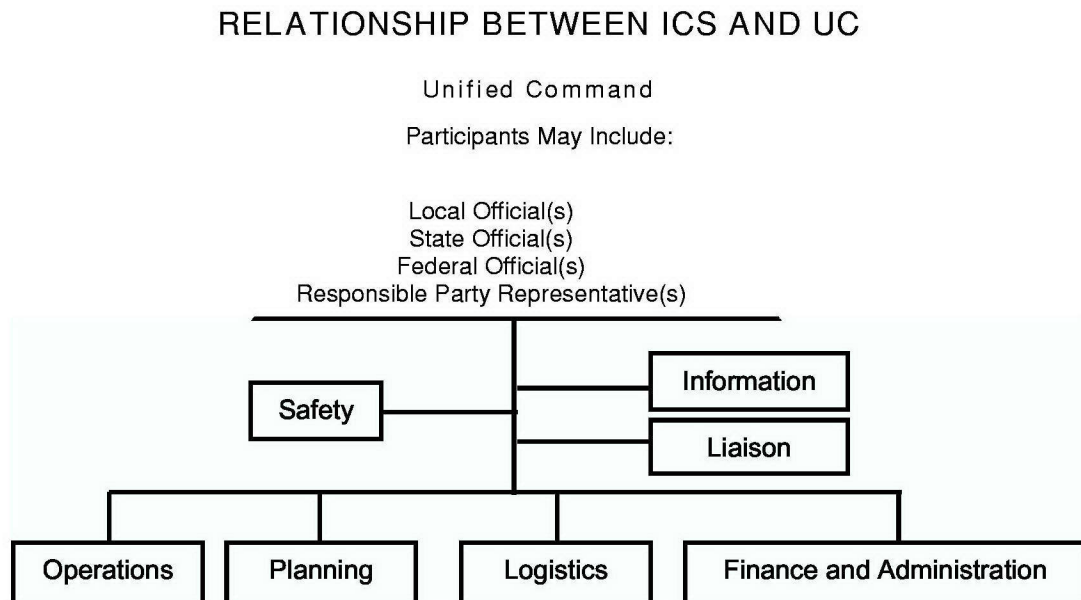 RELATIONSHIP BETWEEN ICS AND UC
Unified Command
Participants May Include:
Local Official(s)
State Official(s)
Federal Official(s)
Responsible Party Representative(s)
Information
Safety
Liaison
Operations
Planning
Logistics
Finance and Administration